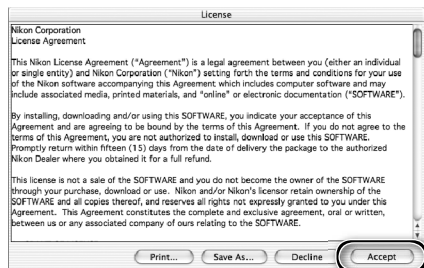 License
Nikon Corporation
License Agreement
This Nikon License Agreement ("Agreement") is a legal agreement between you (either an individual
or single entity) and Nikon Corporation ("Nikon") setting forth the terms and conditions for your use
of the Nikon software accompanying this Agreement which includes computer software and may
include associated media, printed materials, and "online" or electronic documentation ("SOFTWARE").
By installing, downloading and/or using this SOFTWARE, you indicate your acceptance of this
Agreement and are agreeing to be bound by the terms of this Agreement. If you do not agree to the
terms of this Agreement, you are not authorized to install, download or use this SOFTWARE.
Promptly return within fifteen (15) days from the date of delivery the package to the authorized
Nikon Dealer where you obtained it for a full refund.
This license is not a sale of the SOFTWARE and you do not become the owner of the SOFTWARE
through your purchase, download or use. Nikon and/or Nikon's licensor retain ownership of the
SOFTWARE and all copies thereof, and reserves all rights not expressly granted to you under this
Agreement. This Agreement constitutes the complete and exclusive agreement, oral or written,
between us or any associated company of ours relating to the SOFTWARE.
Print... Save As... Decline Accept